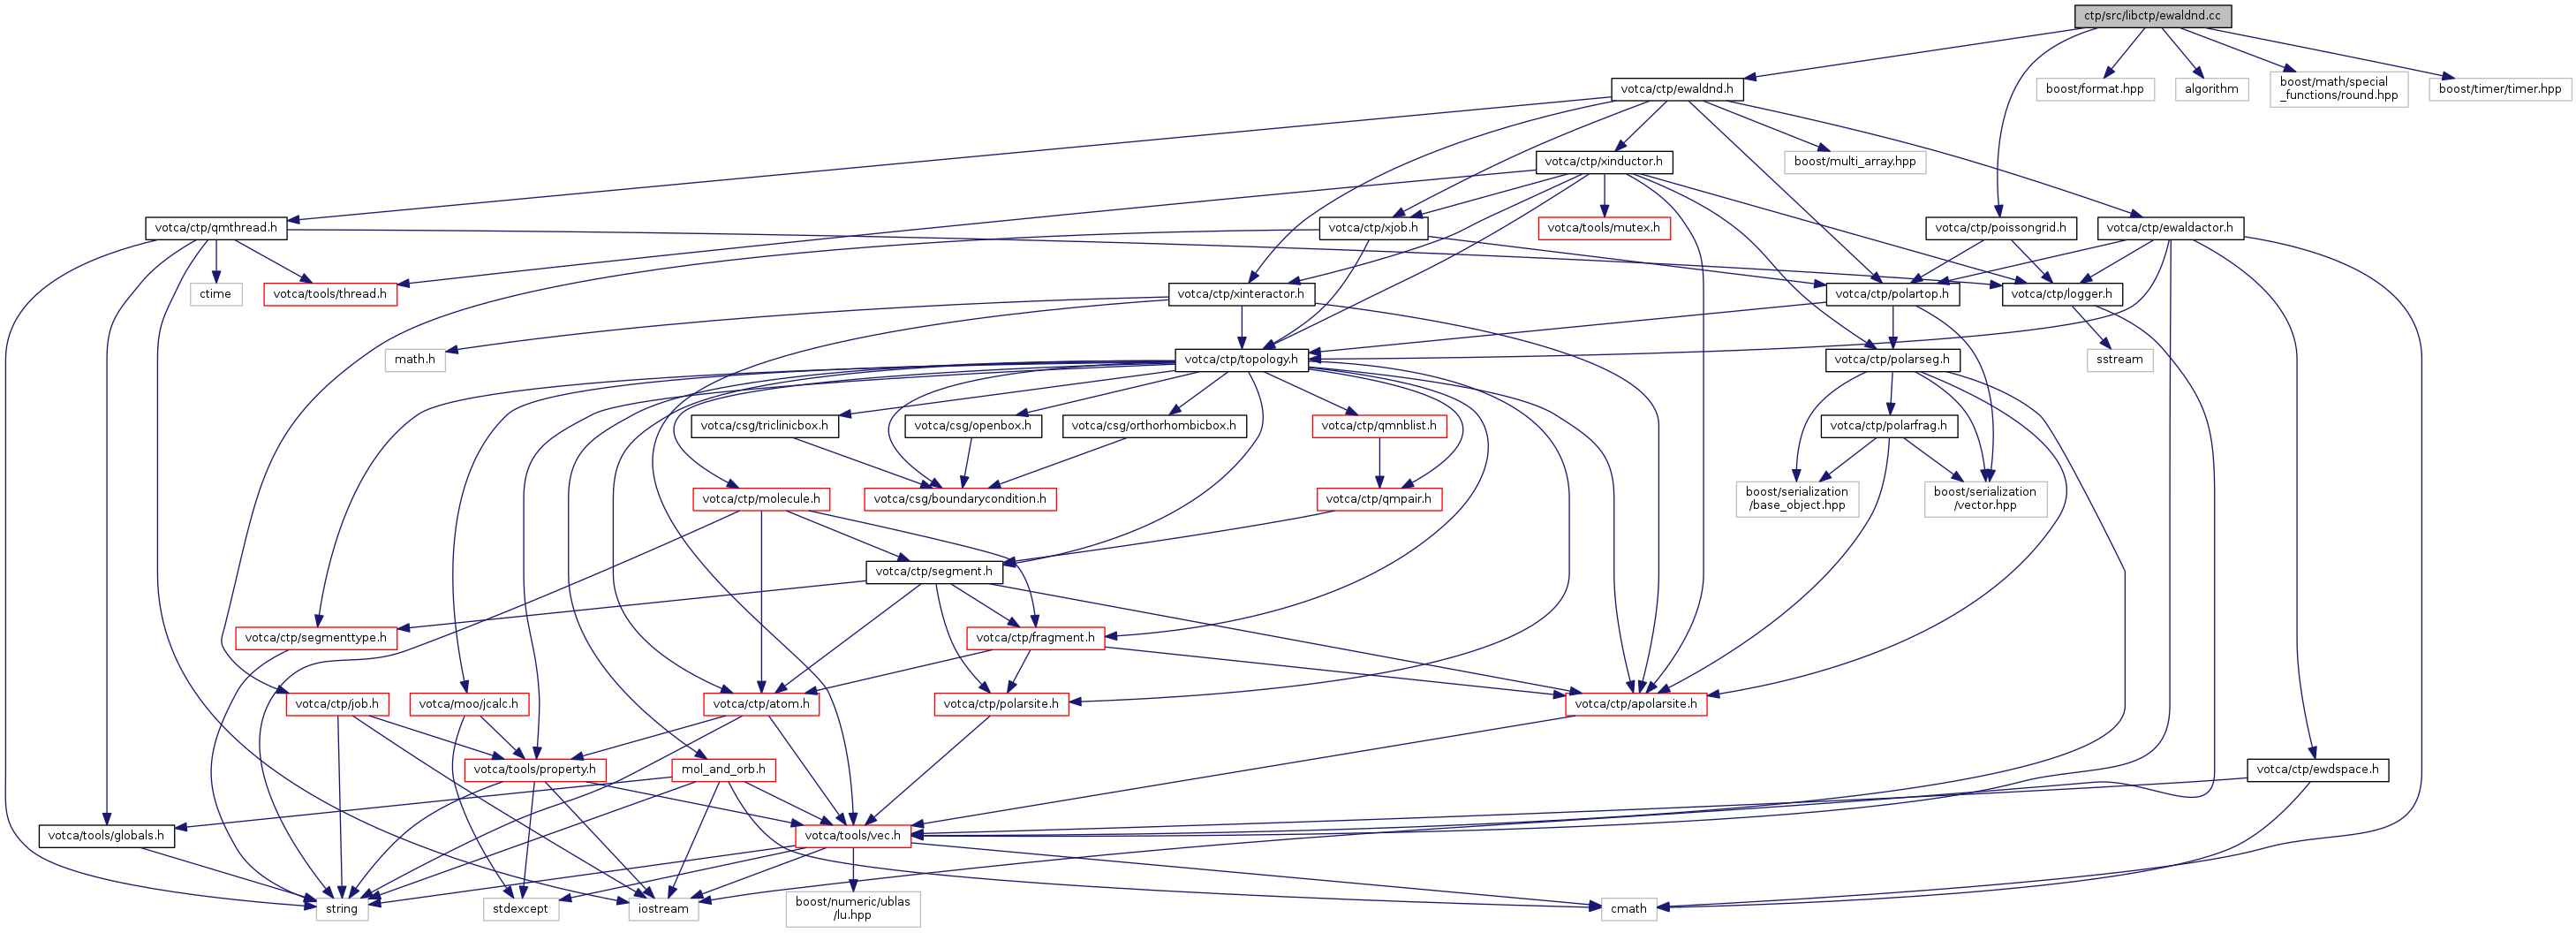 ctp/src/libctp/ewaldnd.cc
votca/ctp/ewaldnd.h
boost/format.hpp
algorithm
boost/math/special
_functions/round.hpp
boost/timer/timer.hpp
votca/ctp/xinductor.h
boost/multi_array.hpp
votca/ctp/qmthread.h
votca/ctp/xjob.h
votca/tools/mutex.h
votca/ctp/poissongrid.h
votca/ctp/ewaldactor.h
ctime
votca/tools/thread.h
votca/ctp/xinteractor.h
votca/ctp/polartop.h
votca/ctp/logger.h
math.h
votca/ctp/topology.h
votca/ctp/polarseg.h
sstream
votca/csg/triclinicbox.h
votca/csg/openbox.h
votca/csg/orthorhombicbox.h
votca/ctp/qmnblist.h
votca/ctp/polarfrag.h
votca/ctp/molecule.h
votca/csg/boundarycondition.h
votca/ctp/qmpair.h
boost/serialization
/base_object.hpp
boost/serialization
/vector.hpp
votca/ctp/segment.h
votca/ctp/segmenttype.h
votca/ctp/fragment.h
votca/ctp/job.h
votca/moo/jcalc.h
votca/ctp/atom.h
votca/ctp/polarsite.h
votca/ctp/apolarsite.h
votca/tools/property.h
mol_and_orb.h
votca/ctp/ewdspace.h
votca/tools/globals.h
votca/tools/vec.h
string
stdexcept
iostream
boost/numeric/ublas
/lu.hpp
cmath